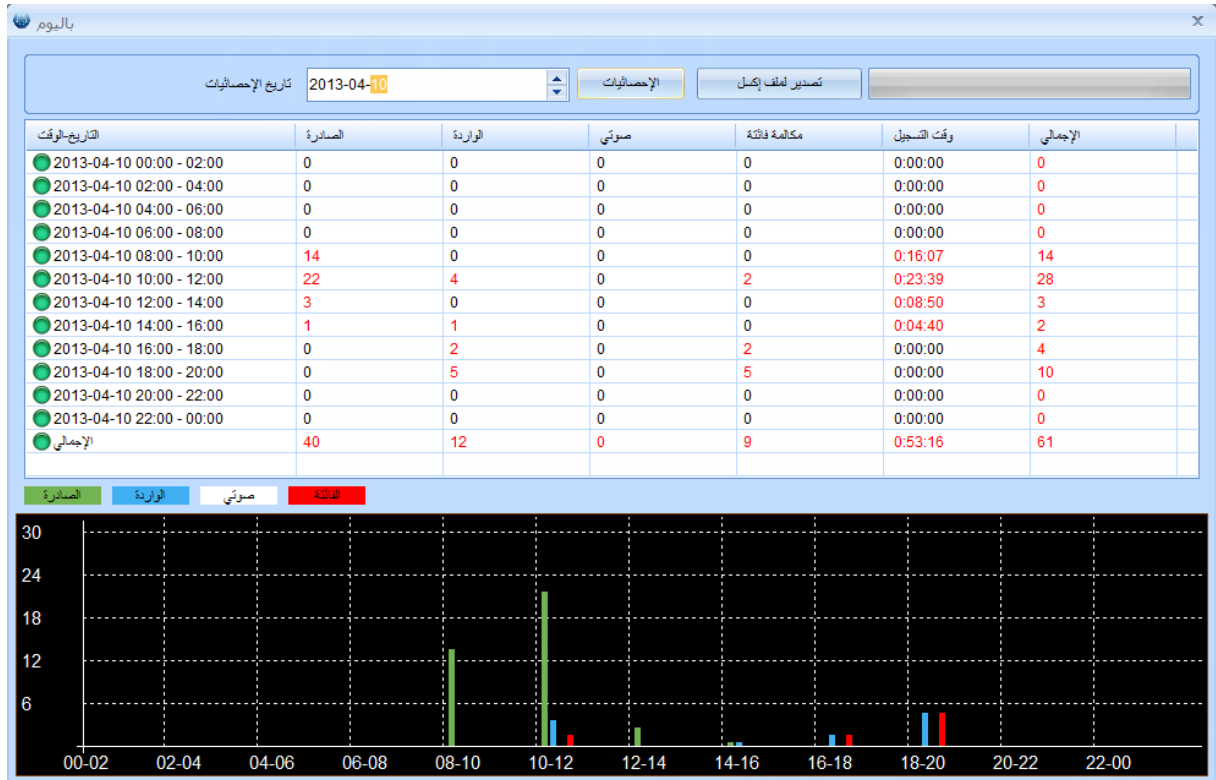 باليوم x
تاريخ الإحصائيات 2013-04-10 الإحصائيات تصدير لملف إكسل
التاريخ-الوقت الصادرة الواردة صوتي مكالمة فائتة وقت التسجيل الإجمالي
2013-04-10 00:00 - 02:00 0 0 0 0 0:00:00 0
2013-04-10 02:00 - 04:00 0 0 0 0 0:00:00 0
2013-04-10 04:00 - 06:00 0 0 0 0 0:00:00 0
2013-04-10 06:00 - 08:00 0 0 0 0 0:00:00 0
2013-04-10 08:00 - 10:00 14 0 0 0 0:16:07 14
2013-04-10 10:00 - 12:00 22 4 0 2 0:23:39 28
2013-04-10 12:00 - 14:00 3 0 0 0 0:08:50 3
2013-04-10 14:00 - 16:00 1 1 0 0 0:04:40 2
2013-04-10 16:00 - 18:00 0 2 0 2 0:00:00 4
2013-04-10 18:00 - 20:00 0 5 0 5 0:00:00 10
2013-04-10 20:00 - 22:00 0 0 0 0 0:00:00 0
2013-04-10 22:00 - 00:00 0 0 0 0 0:00:00 0
الإجمالي 40 12 0 9 0:53:16 61
الصادرة الواردة صوتي الفائتة
30
24
18
12
6
00-02 02-04 04-06 06-08 08-10 10-12 12-14 14-16 16-18 18-20 20-22 22-00